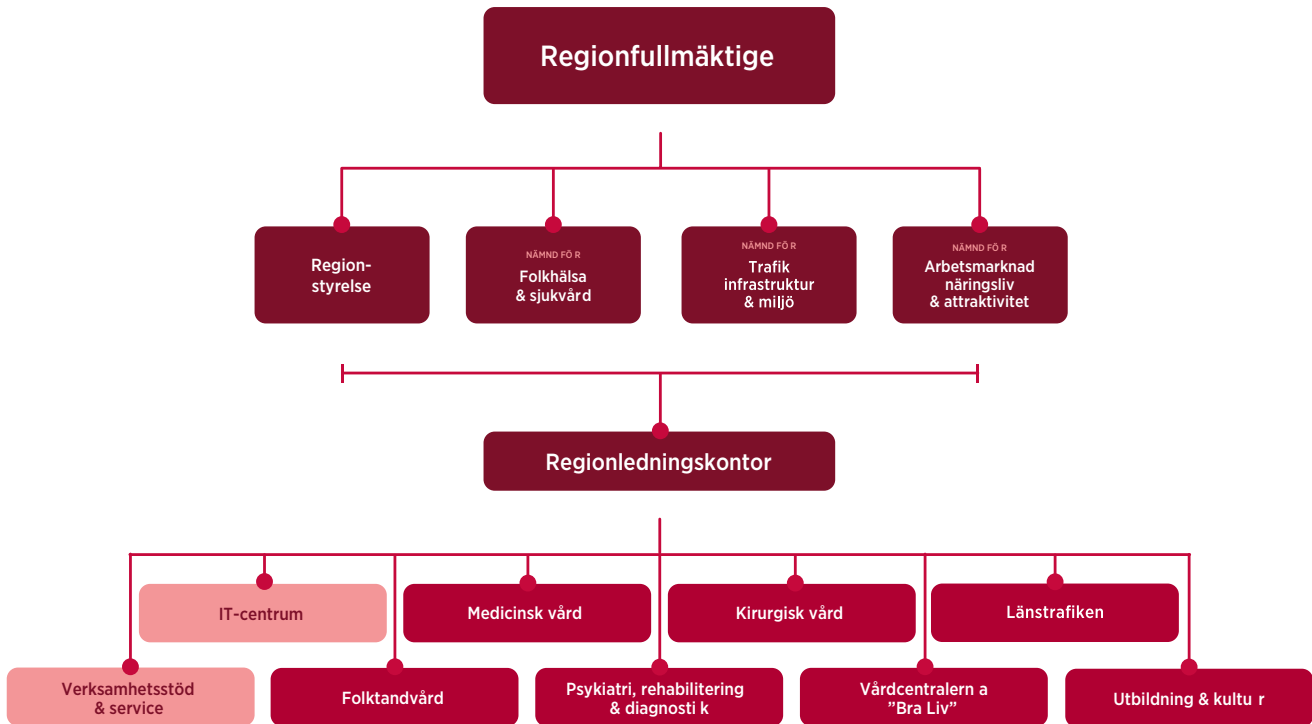 Regionfullmäktige
Region-
styrelse
NÄMND FÖ R
Folkhälsa
& sjukvård
NÄMND FÖ R
Trafik
infrastruktur
& miljö
NÄMND FÖ R
Arbetsmarknad
näringsliv
& attraktivitet
Regionledningskontor
IT-centrum
Medicinsk vård
Kirurgisk vård
Länstrafiken
Verksamhetsstöd
& service
Folktandvård
Psykiatri, rehabilitering
& diagnosti k
Vårdcentralern a
”Bra Liv”
Utbildning & kultu r